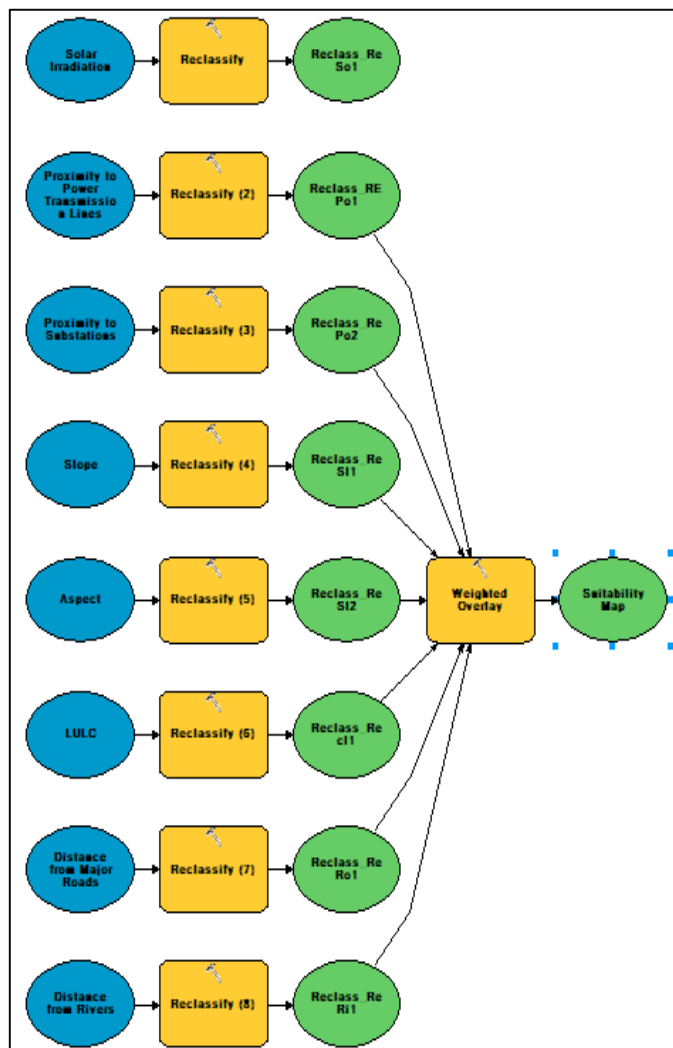 Solar
Irradiation
Reclassify
Reclass_Re
So1
Proximity to
Power
Transmissio
n Lines
Reclassify (2)
Reclass_RE
Po1
Proximity to
Substations
Reclassify (3)
Reclass_Re
Po2
Slope
Reclassify (4)
Reclass_Re
Sl1
Aspect
Reclassify (5)
Reclass_Re
Sl2
Weighted
Overlay
Suitability
Map
LULC
Reclassify (6)
Reclass_Re
cl1
Distance
from Major
Roads
Reclassify (7)
Reclass_Re
Ro1
Distance
from Rivers
Reclassify (8)
Reclass_Re
Ri1